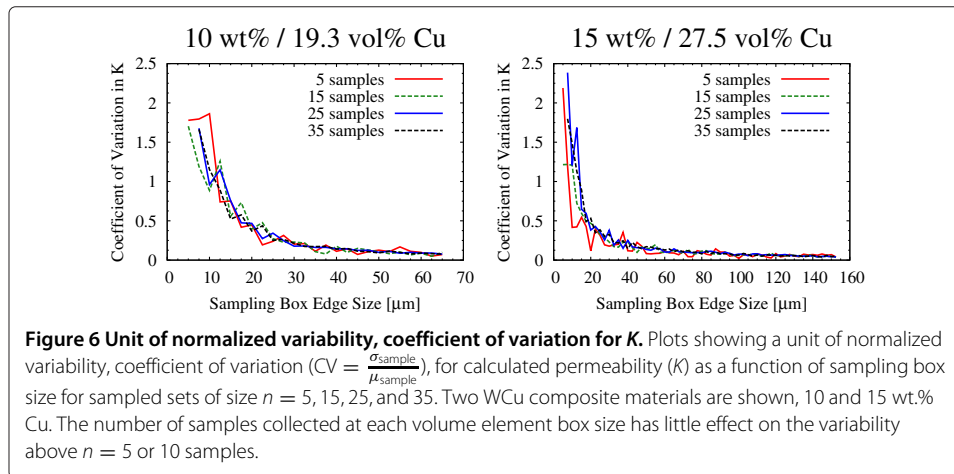 10 wt% / 19.3 vol% Cu
Coefficient of Variation in K
2.5
2
1.5
1
0.5
0
5 samples
15 samples
25 samples
35 samples
0 10 20 30 40 50 60 70
Sampling Box Edge Size [μm]
15 wt% / 27.5 vol% Cu
Coefficient of Variation in K
2.5
2
1.5
1
0.5
0
5 samples
15 samples
25 samples
35 samples
0 20 40 60 80 100 120 140 160
Sampling Box Edge Size [μm]
Figure 6 Unit of normalized variability, coefficient of variation for K. Plots showing a unit of normalized
variability, coefficient of variation (CV = σsample/μsample), for calculated permeability (K) as a function of sampling box
size for sampled sets of size n = 5, 15, 25, and 35. Two WCu composite materials are shown, 10 and 15 wt.%
Cu. The number of samples collected at each volume element box size has little effect on the variability
above n = 5 or 10 samples.